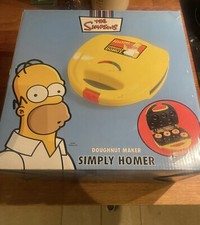 THE
SIMPSONS
DOUGHNUT MAKER
SIMPLY HOMER